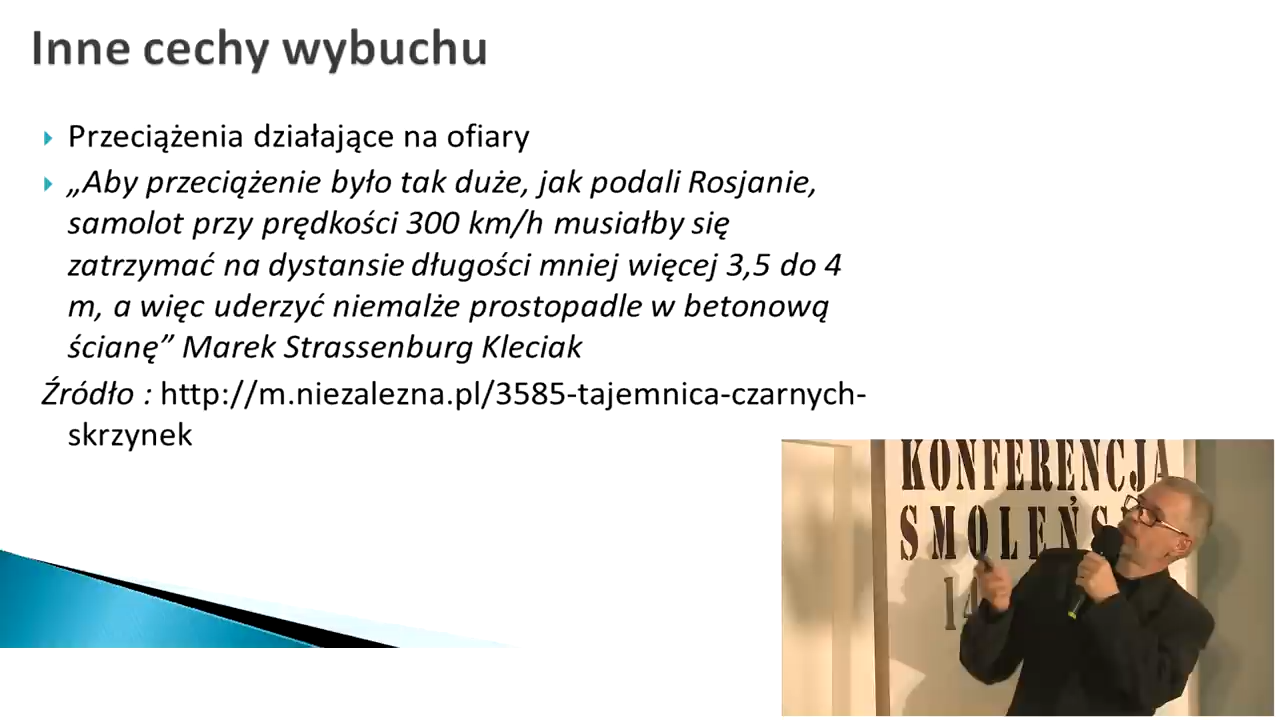 Inne cechy wybuchu
Przeciążenia działające na ofiary
„Aby przeciążenie było tak duże, jak podali Rosjanie,
samolot przy prędkości 300 km/h musiałby się
zatrzymać na dystansie długości mniej więcej 3,5 do 4
m, a więc uderzyć niemalże prostopadle w betonową
ścianę” Marek Strassenburg Kleciak
Źródło : http://m.niezalezna.pl/3585-tajemnica-czarnych-
skrzynek
KONFERENCJA
SMOLEŃS
14